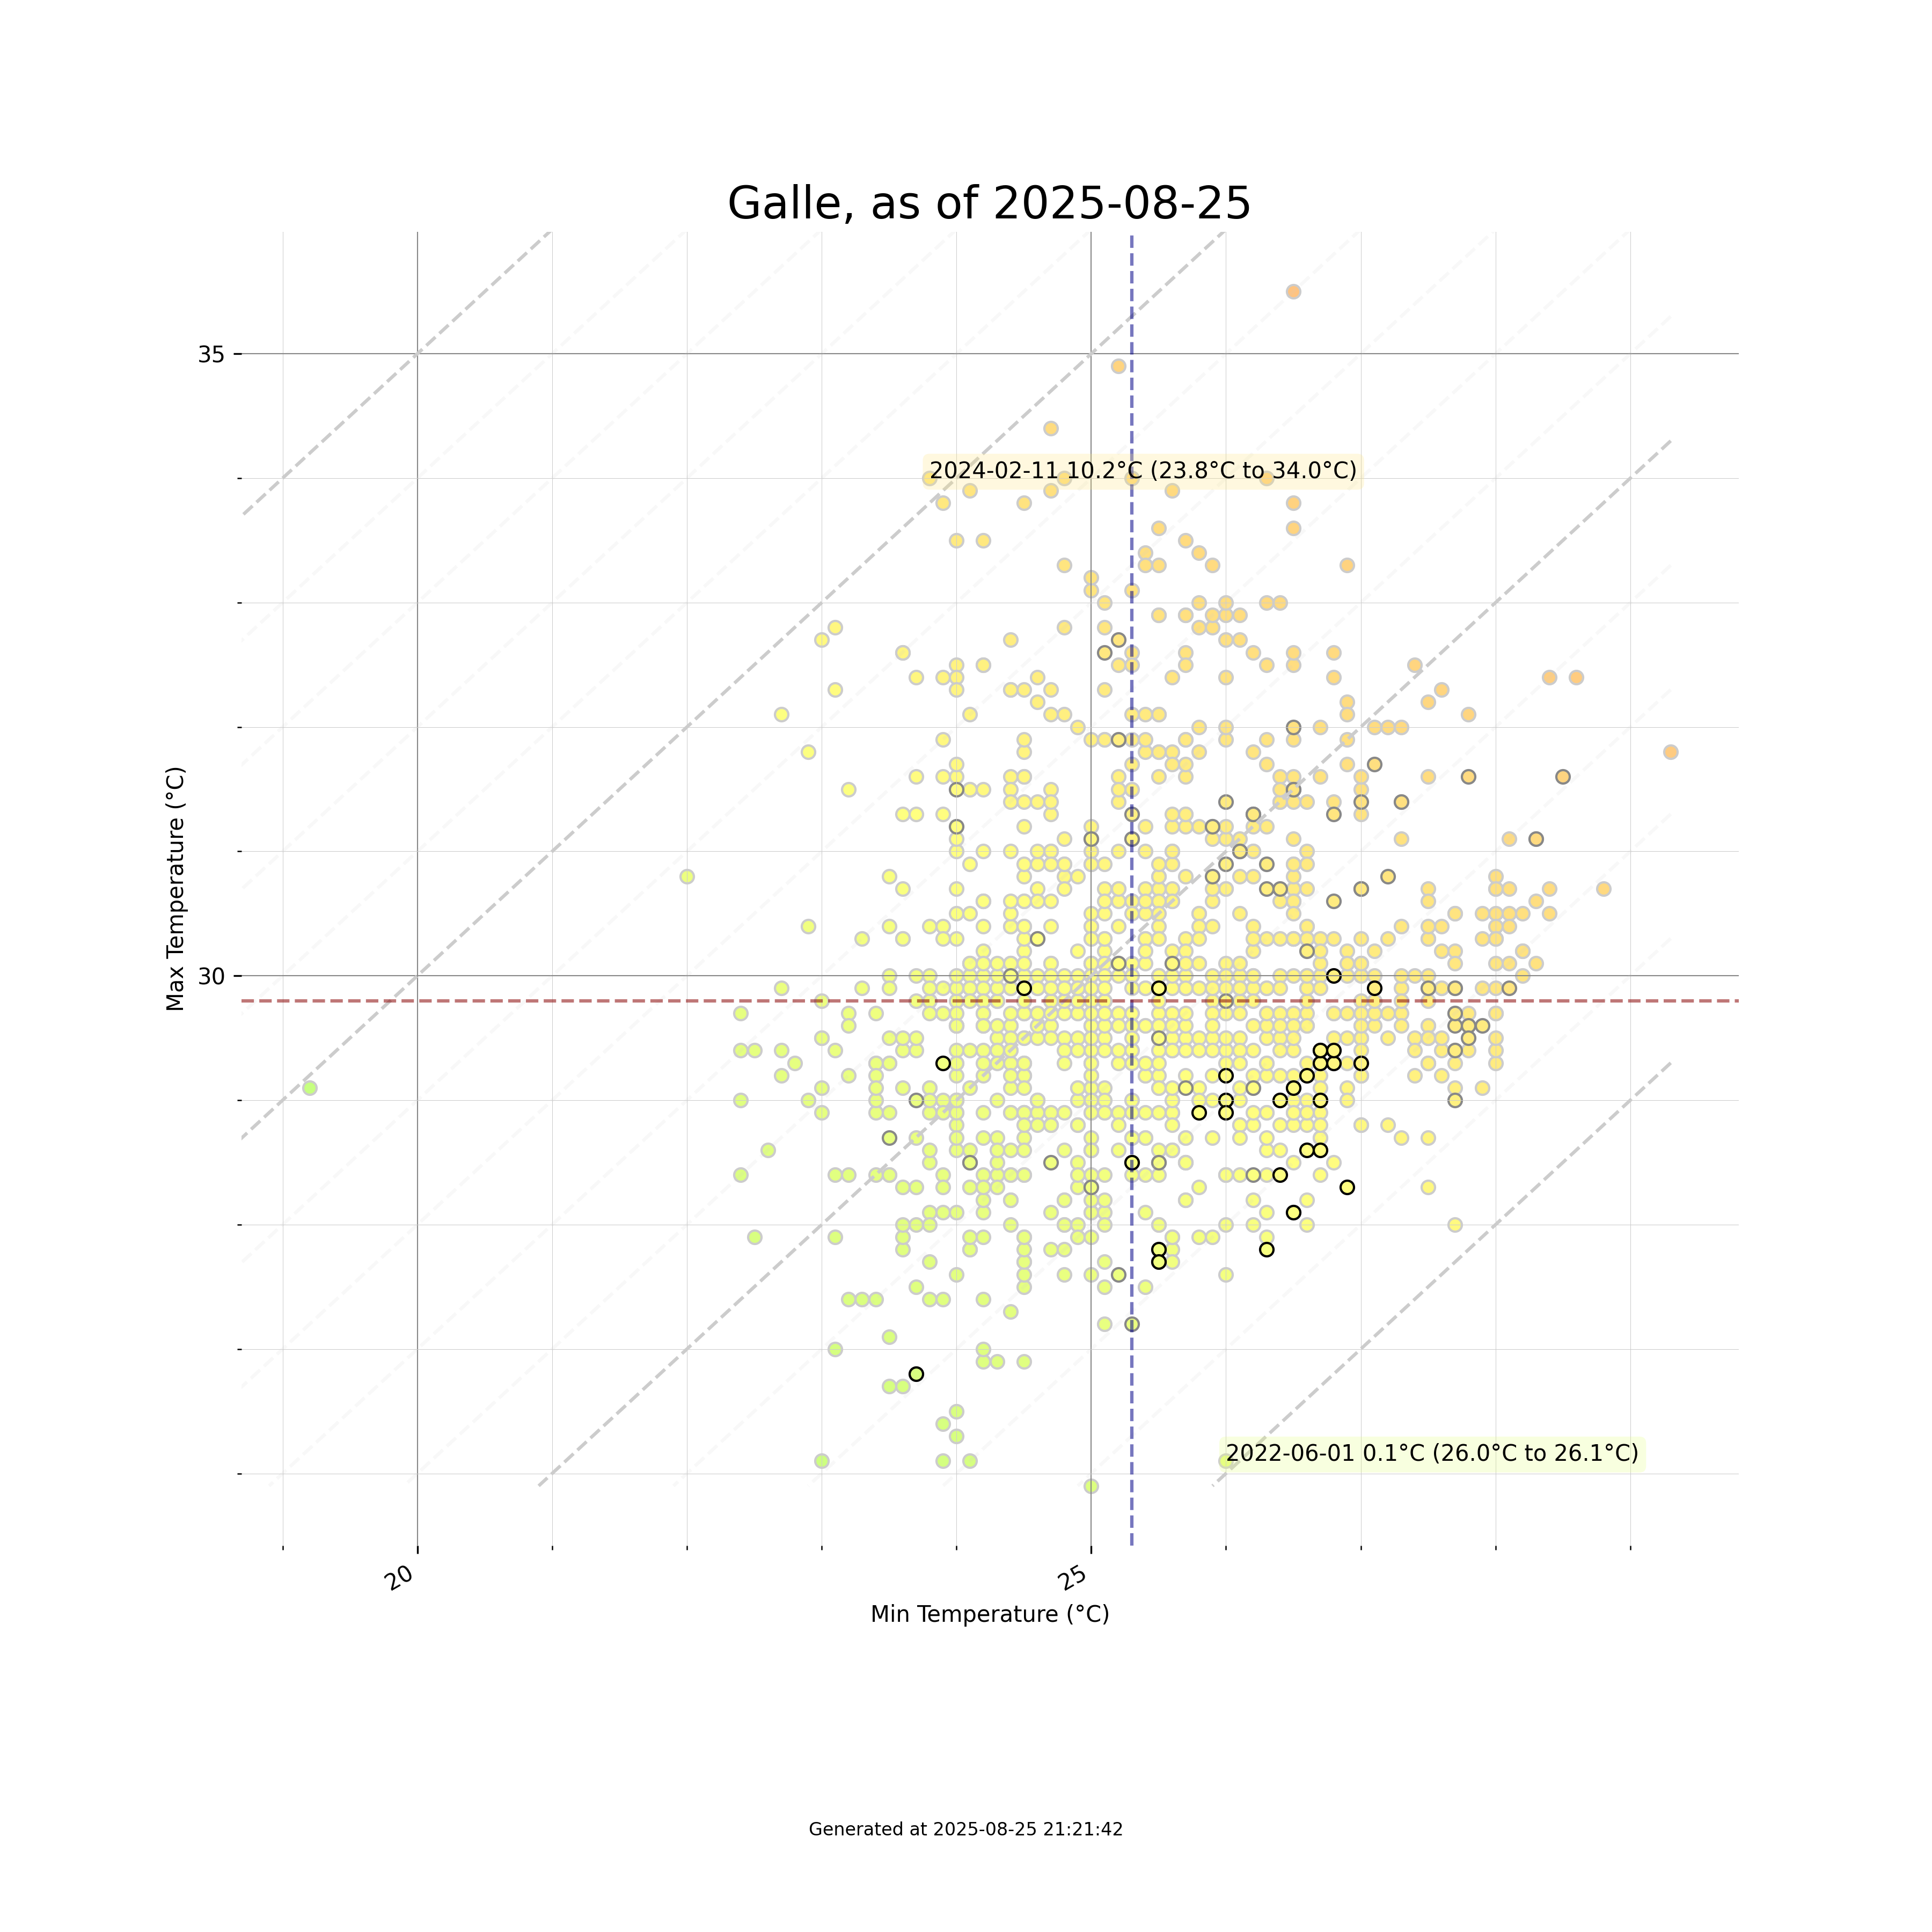 Galle, as of 2025-08-25
35
2024-02-11 10.2°C (23.8°C to 34.0°C)
Max Temperature (°C)
30
2022-06-01 0.1°C (26.0°C to 26.1°C)
20
25
Min Temperature (°C)
Generated at 2025-08-25 21:21:42